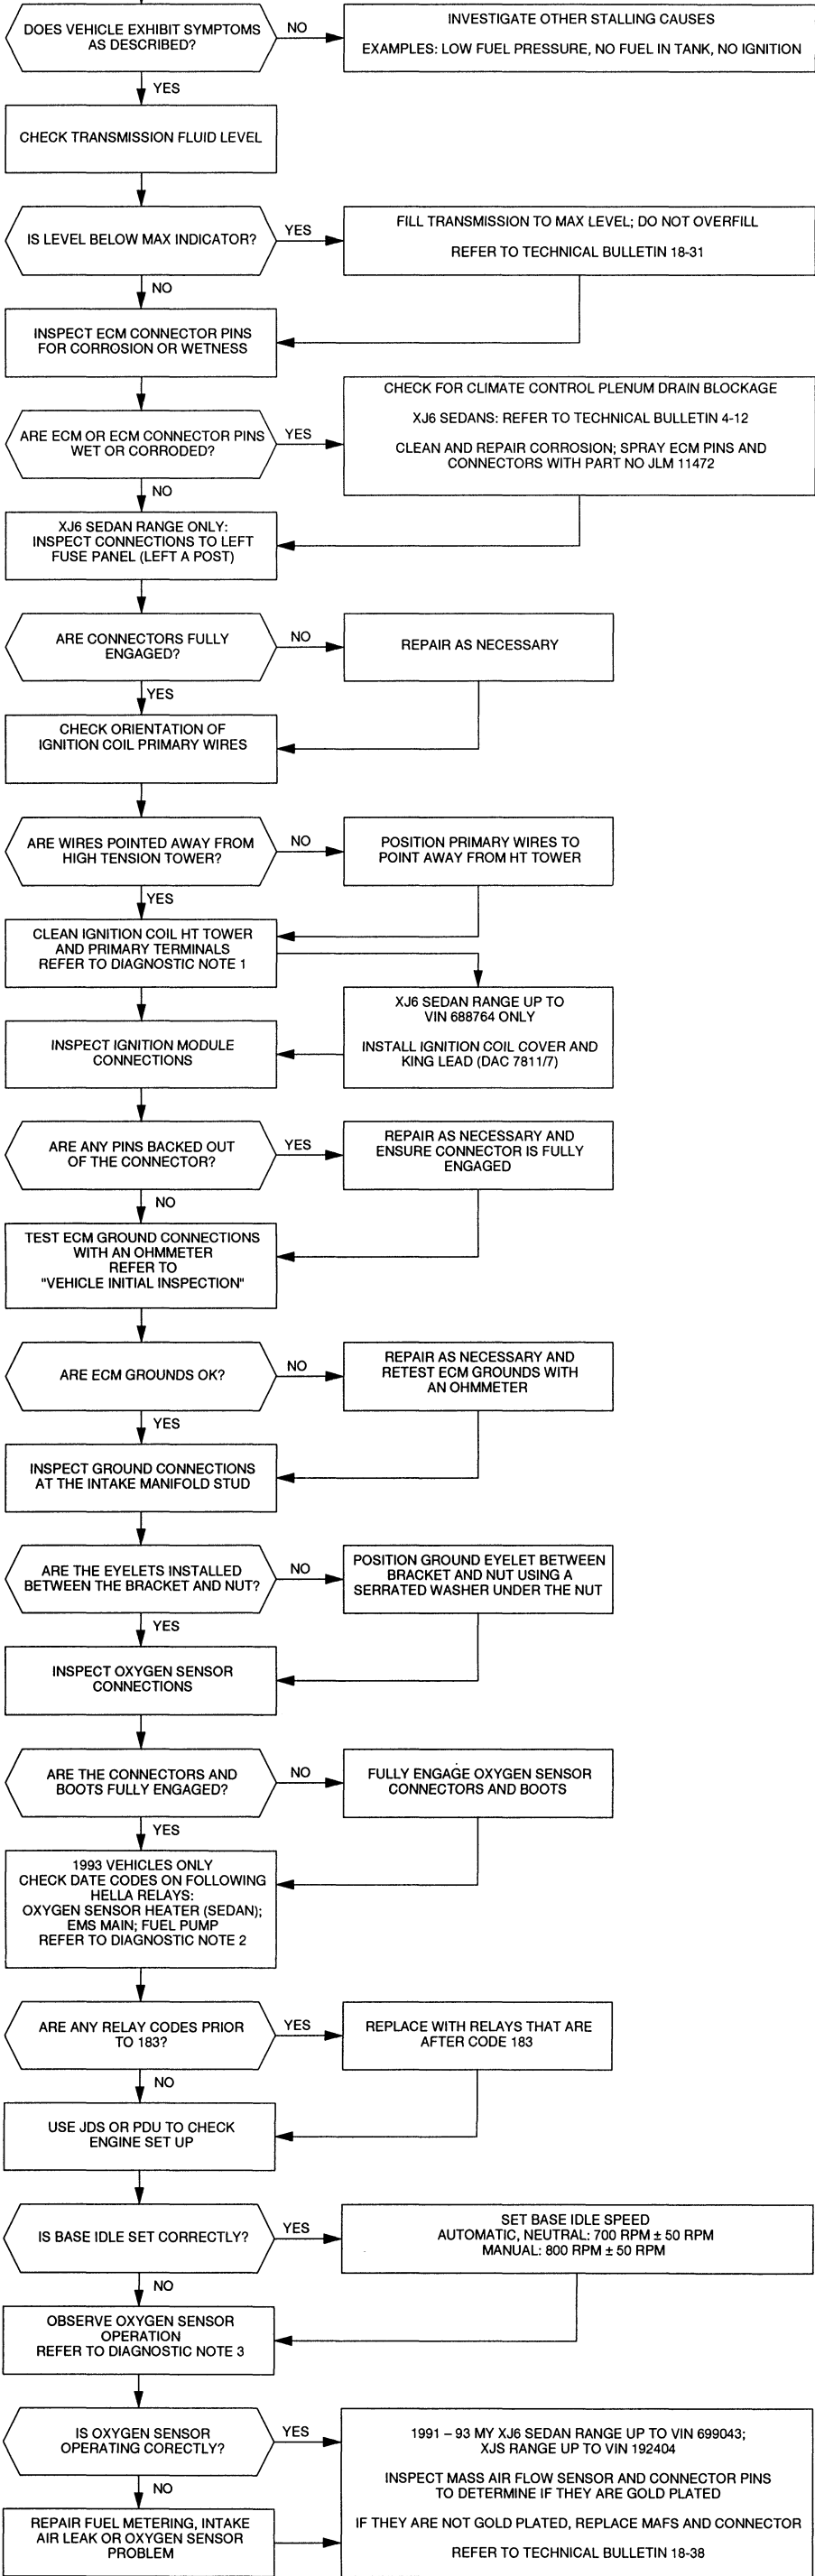 DOES VEHICLE EXHIBIT SYMPTOMS
AS DESCRIBED?
NO
INVESTIGATE OTHER STALLING CAUSES
EXAMPLES: LOW FUEL PRESSURE, NO FUEL IN TANK, NO IGNITION
YES
CHECK TRANSMISSION FLUID LEVEL
IS LEVEL BELOW MAX INDICATOR?
YES
FILL TRANSMISSION TO MAX LEVEL; DO NOT OVERFILL
REFER TO TECHNICAL BULLETIN 18-31
NO
INSPECT ECM CONNECTOR PINS
FOR CORROSION OR WETNESS
ARE ECM OR ECM CONNECTOR PINS
WET OR CORRODED?
YES
CHECK FOR CLIMATE CONTROL PLENUM DRAIN BLOCKAGE
XJ6 SEDANS: REFER TO TECHNICAL BULLETIN 4-12
CLEAN AND REPAIR CORROSION; SPRAY ECM PINS AND
CONNECTORS WITH PART NO JLM 11472
NO
XJ6 SEDAN RANGE ONLY:
INSPECT CONNECTIONS TO LEFT
FUSE PANEL (LEFT A POST)
ARE CONNECTORS FULLY
ENGAGED?
NO
REPAIR AS NECESSARY
YES
CHECK ORIENTATION OF
IGNITION COIL PRIMARY WIRES
ARE WIRES POINTED AWAY FROM
HIGH TENSION TOWER?
NO
POSITION PRIMARY WIRES TO
POINT AWAY FROM HT TOWER
YES
CLEAN IGNITION COIL HT TOWER
AND PRIMARY TERMINALS
REFER TO DIAGNOSTIC NOTE 1
XJ6 SEDAN RANGE UP TO
VIN 688764 ONLY
INSTALL IGNITION COIL COVER AND
KING LEAD (DAC 7811/7)
INSPECT IGNITION MODULE
CONNECTIONS
ARE ANY PINS BACKED OUT
OF THE CONNECTOR?
YES
REPAIR AS NECESSARY AND
ENSURE CONNECTOR IS FULLY
ENGAGED
NO
TEST ECM GROUND CONNECTIONS
WITH AN OHMMETER
REFER TO
"VEHICLE INITIAL INSPECTION"
ARE ECM GROUNDS OK?
NO
REPAIR AS NECESSARY AND
RETEST ECM GROUNDS WITH
AN OHMMETER
YES
INSPECT GROUND CONNECTIONS
AT THE INTAKE MANIFOLD STUD
ARE THE EYELETS INSTALLED
BETWEEN THE BRACKET AND NUT?
NO
POSITION GROUND EYELET BETWEEN
BRACKET AND NUT USING A
SERRATED WASHER UNDER THE NUT
YES
INSPECT OXYGEN SENSOR
CONNECTIONS
ARE THE CONNECTORS AND
BOOTS FULLY ENGAGED?
NO
FULLY ENGAGE OXYGEN SENSOR
CONNECTORS AND BOOTS
YES
1993 VEHICLES ONLY
CHECK DATE CODES ON FOLLOWING
HELLA RELAYS:
OXYGEN SENSOR HEATER (SEDAN);
EMS MAIN; FUEL PUMP
REFER TO DIAGNOSTIC NOTE 2
ARE ANY RELAY CODES PRIOR
TO 183?
YES
REPLACE WITH RELAYS THAT ARE
AFTER CODE 183
NO
USE JDS OR PDU TO CHECK
ENGINE SET UP
IS BASE IDLE SET CORRECTLY?
YES
SET BASE IDLE SPEED
AUTOMATIC, NEUTRAL: 700 RPM ± 50 RPM
MANUAL: 800 RPM ± 50 RPM
NO
OBSERVE OXYGEN SENSOR
OPERATION
REFER TO DIAGNOSTIC NOTE 3
IS OXYGEN SENSOR
OPERATING CORECTLY?
YES
1991 – 93 MY XJ6 SEDAN RANGE UP TO VIN 699043;
XJS RANGE UP TO VIN 192404
INSPECT MASS AIR FLOW SENSOR AND CONNECTOR PINS
TO DETERMINE IF THEY ARE GOLD PLATED
IF THEY ARE NOT GOLD PLATED, REPLACE MAFS AND CONNECTOR
REFER TO TECHNICAL BULLETIN 18-38
NO
REPAIR FUEL METERING, INTAKE
AIR LEAK OR OXYGEN SENSOR
PROBLEM